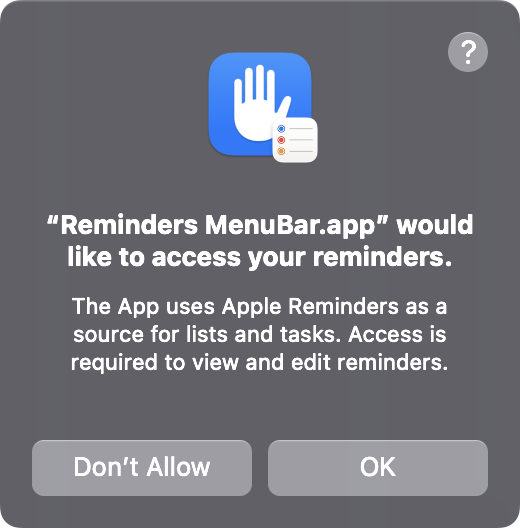 ?
“Reminders MenuBar.app” would
like to access your reminders.
The App uses Apple Reminders as a
source for lists and tasks. Access is
required to view and edit reminders.
Don’t Allow
OK